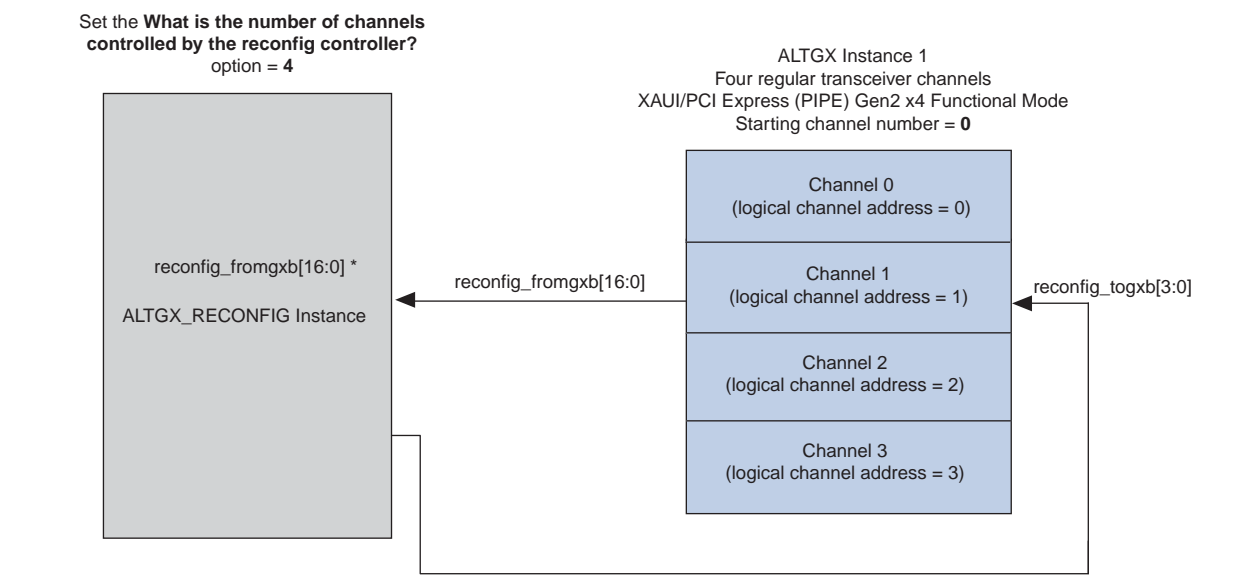 Set the What is the number of channels
controlled by the reconfig controller?
option = 4
ALTGX Instance 1
Four regular transceiver channels
XAUI/PCI Express (PIPE) Gen2 x4 Functional Mode
Starting channel number = 0
Channel 0
(logical channel address = 0)
reconfig_fromgxb[16:0] *
ALTGX_RECONFIG Instance
reconfig_fromgxb[16:0]
Channel 1
(logical channel address = 1)
reconfig_togxb[3:0]
Channel 2
(logical channel address = 2)
Channel 3
(logical channel address = 3)